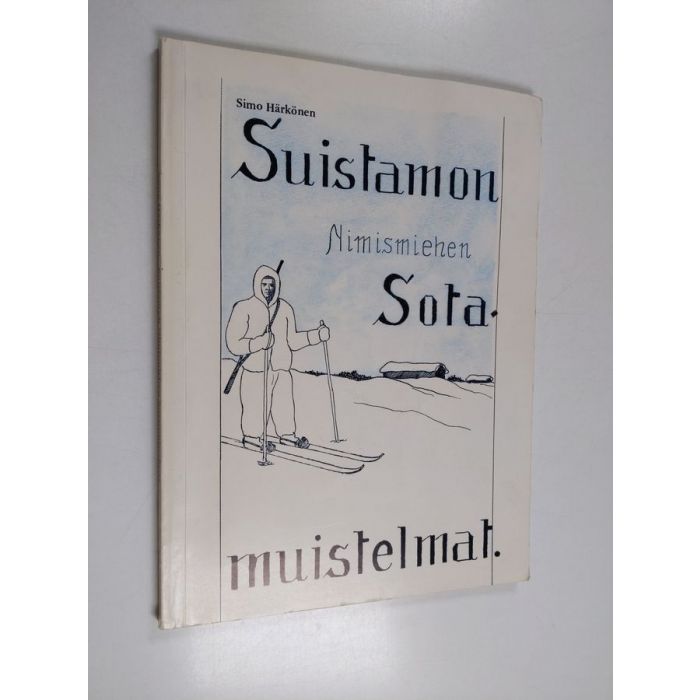 Simo Härkönen
Suistamon
Nimismiehen
Sota-
muistelmat.